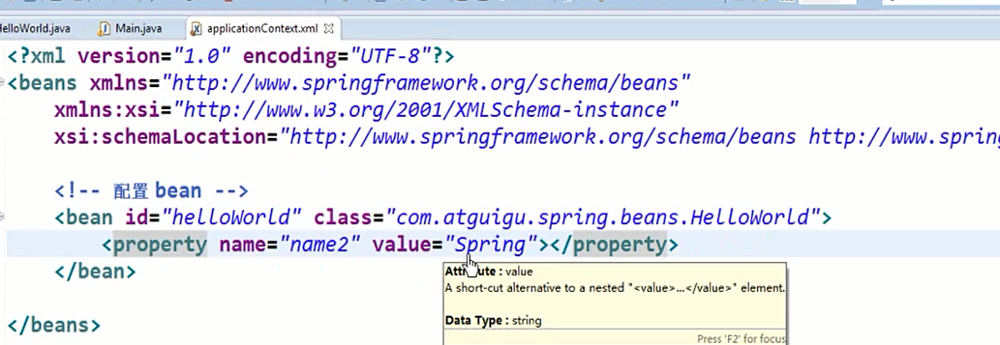 HelloWorld.java Main.java applicationContext.xml
<?xml version="1.0" encoding="UTF-8"?>
<beans xmlns="http://www.springframework.org/schema/beans"
xmlns:xsi="http://www.w3.org/2001/XMLSchema-instance"
xsi:schemaLocation="http://www.springframework.org/schema/beans http://www.spring
<!-- 配置 bean -->
<bean id="helloWorld" class="com.atguigu.spring.beans.HelloWorld">
<property name="name2" value="Spring"></property>
</bean>
Attribute : value
A short-cut alternative to a nested "<value>...</value>" element.
Data Type : string
Press 'F2' for focus
</beans>